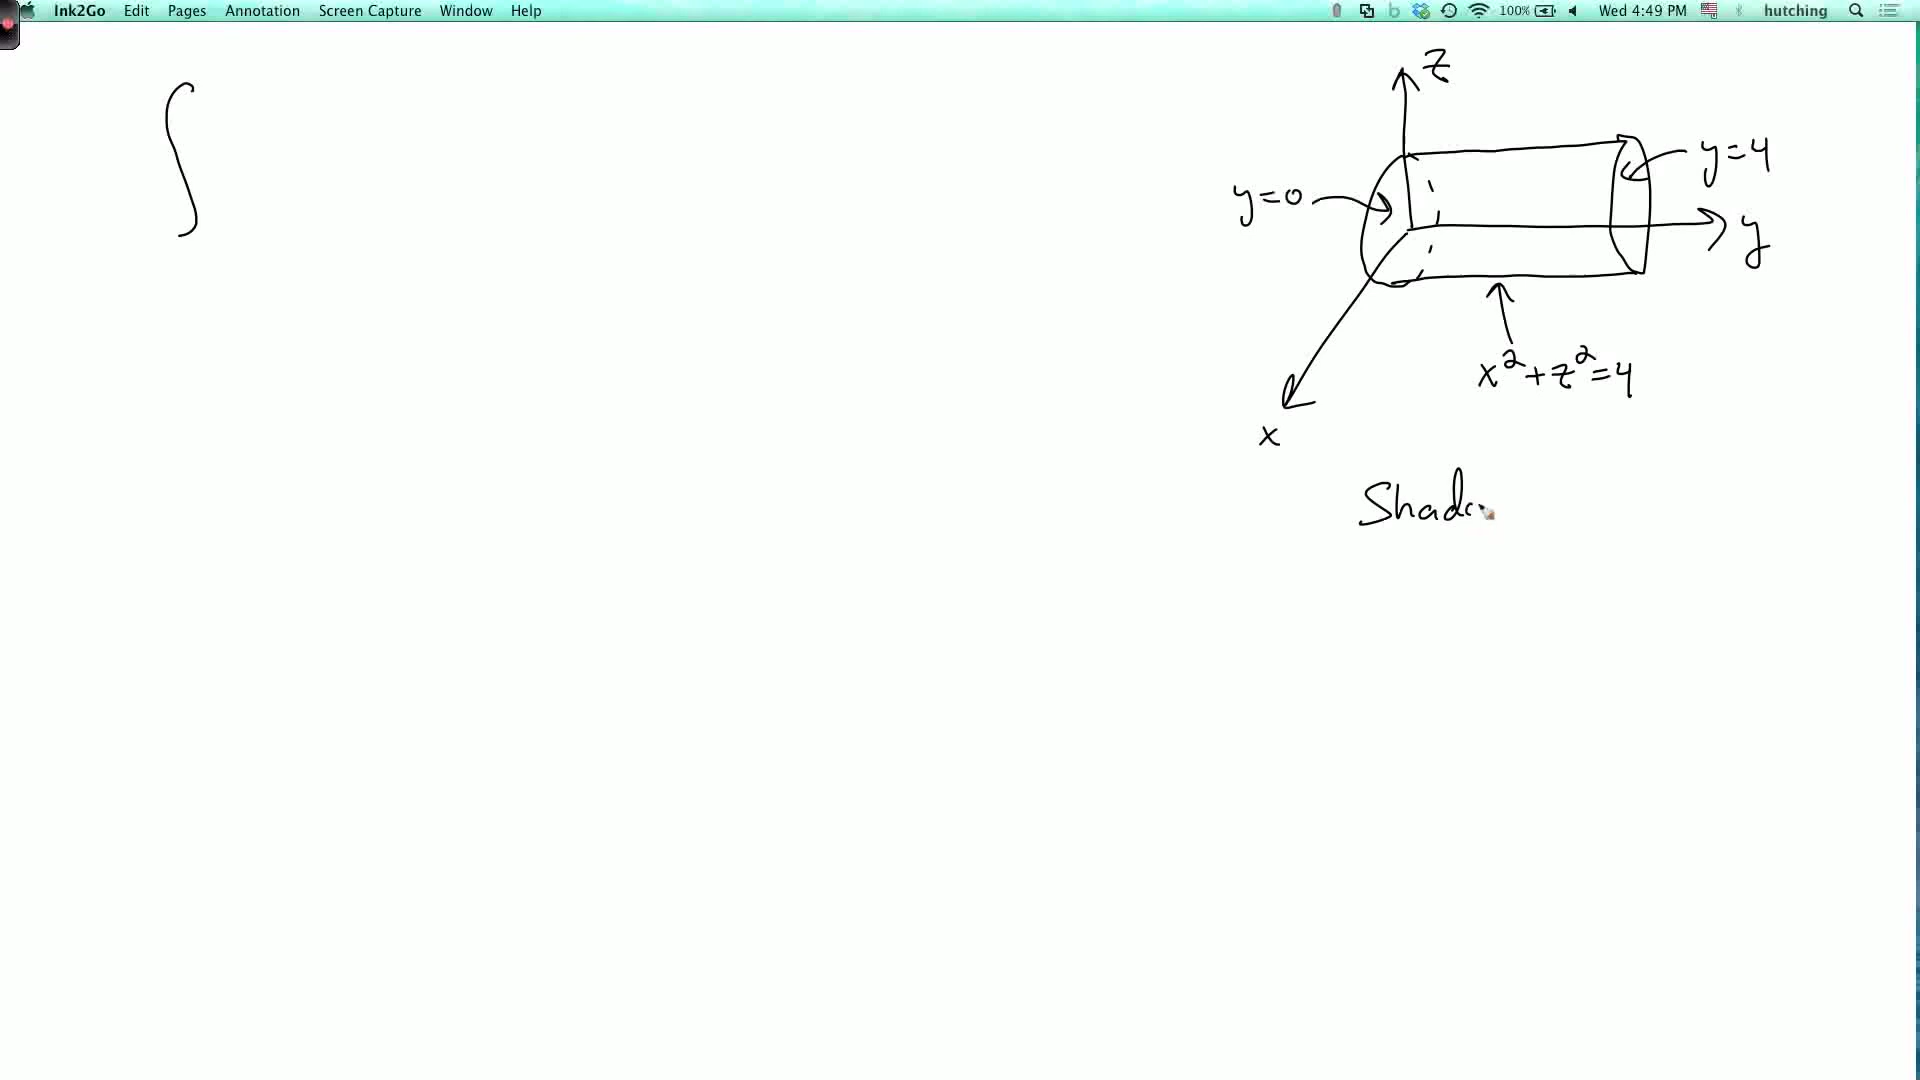 Ink2Go Edit Pages Annotation Screen Capture Window Help 100% Wed 4:49 PM hutching
∫
z
y=4
y=0
y
x²+z²=4
x
Shado